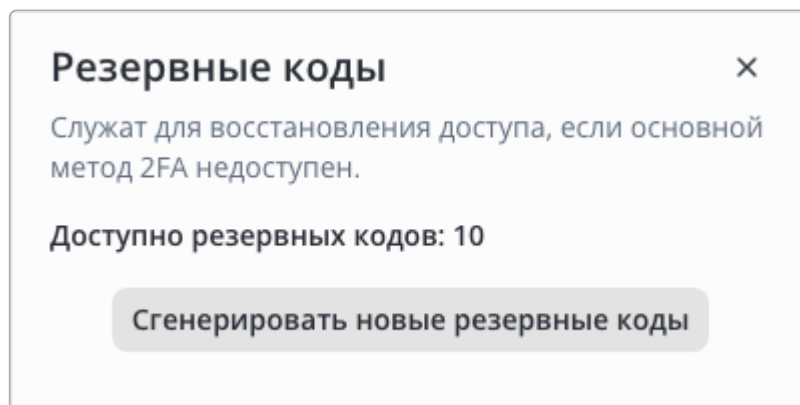 Резервные коды
Служат для восстановления доступа, если основной
метод 2FA недоступен.
Доступно резервных кодов: 10
Сгенерировать новые резервные коды